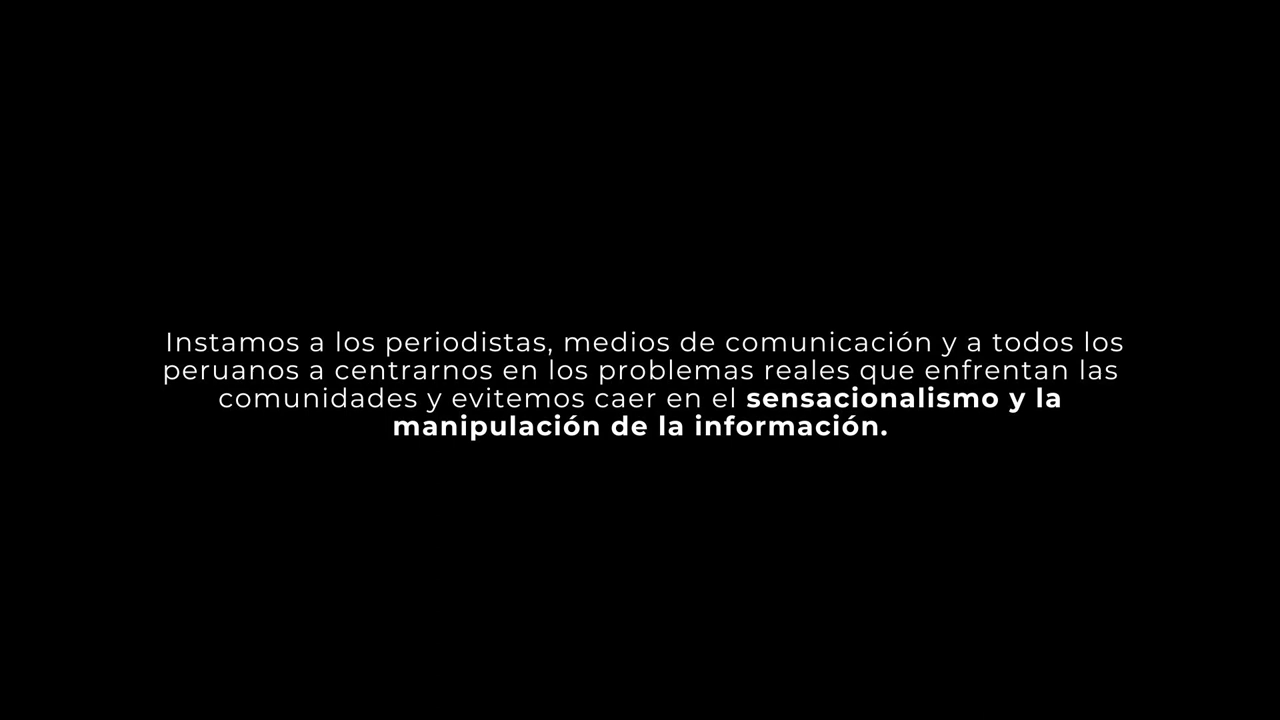 Instamos a los periodistas, medios de comunicación y a todos los
peruanos a centrarnos en los problemas reales que enfrentan las
comunidades y evitemos caer en el sensacionalismo y la
manipulación de la información.